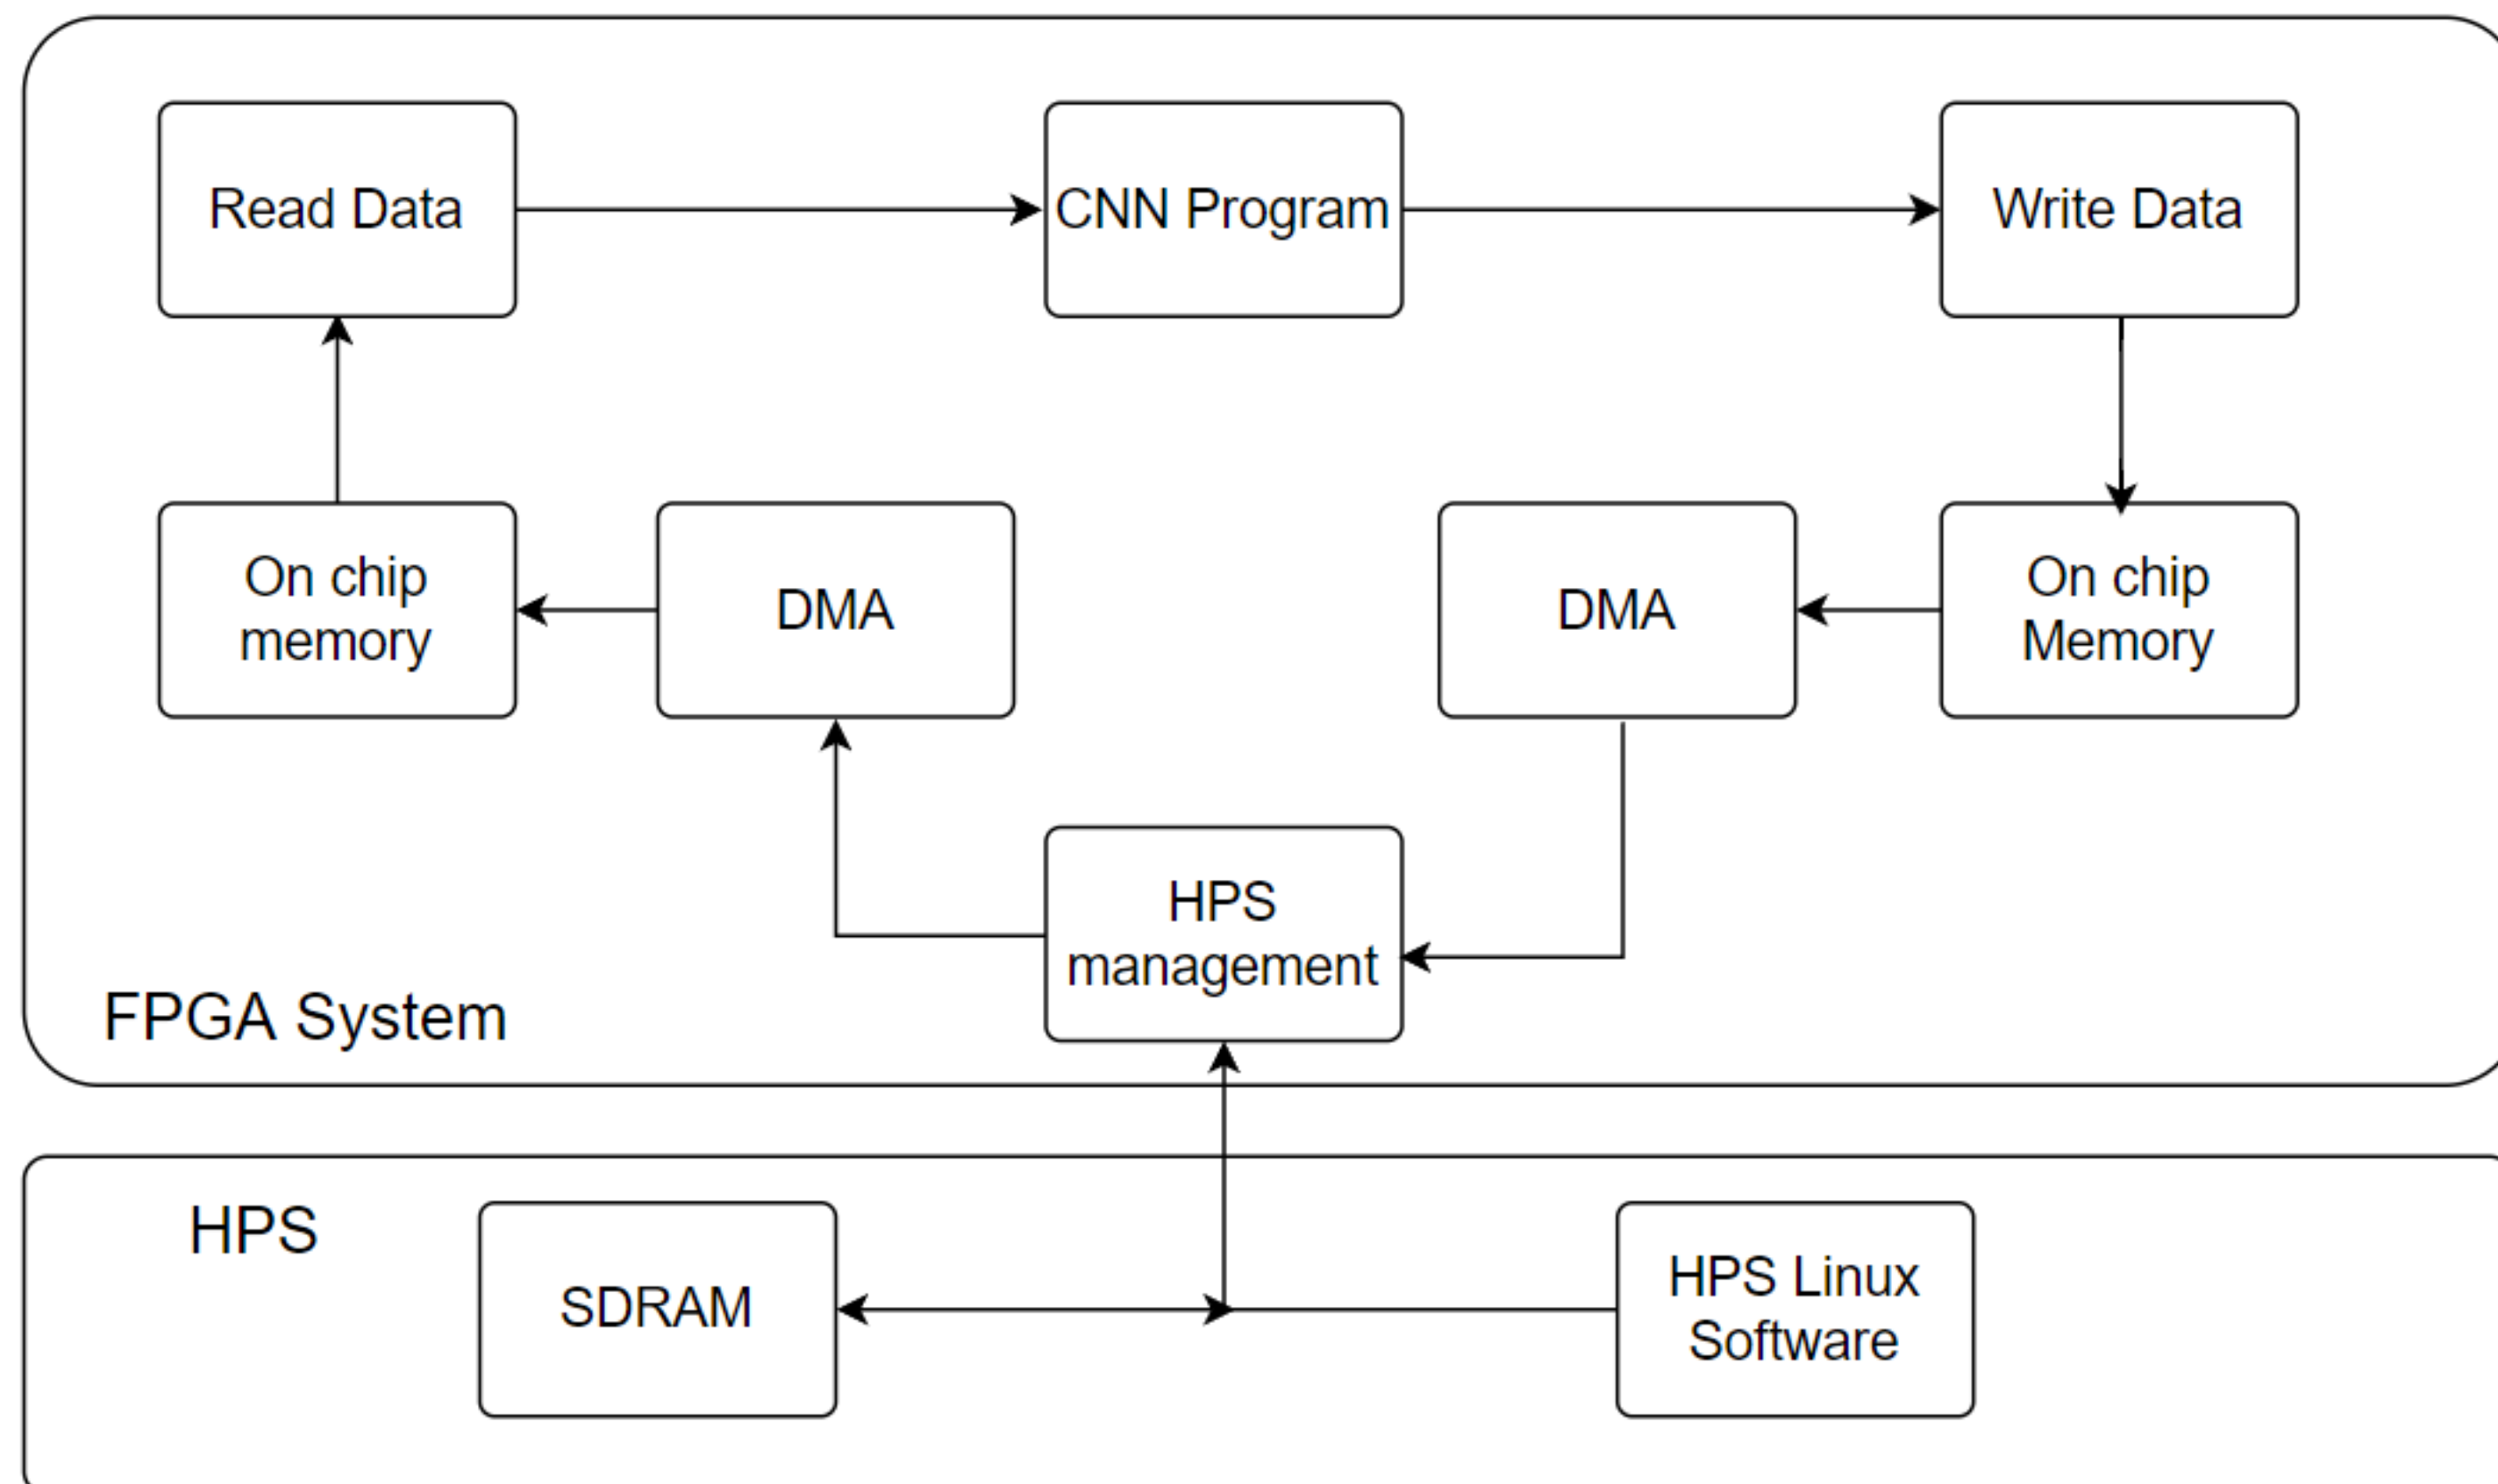 Read Data
CNN Program
Write Data
On chip
memory
DMA
DMA
On chip
Memory
HPS
management
FPGA System
HPS
SDRAM
HPS Linux
Software